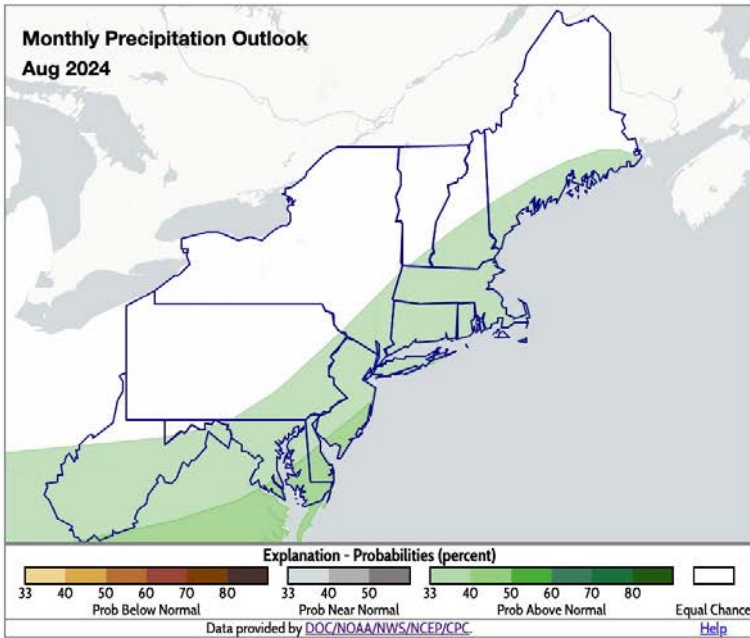 Monthly Precipitation Outlook
Aug 2024
Explanation - Probabilities (percent)
33 40 50 60 70 80 33 40 50 60 33 40 50 60 70 80
Prob Below Normal Prob Near Normal Prob Above Normal Equal Chance
Data provided by DOC/NOAA/NWS/NCEP/CPC. Help